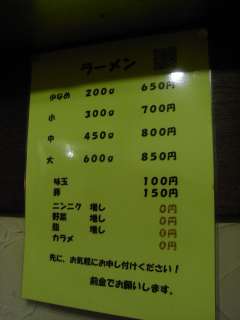 ラーメン
少なめ 200g 650円
小 300g 700円
中 450g 800円
大 600g 850円
味玉 100円
豚 150円
ニンニク 増し 0円
野菜 増し 0円
脂 増し 0円
カラメ 0円
先に、お気軽にお申し付けください!
前金でお願いします。